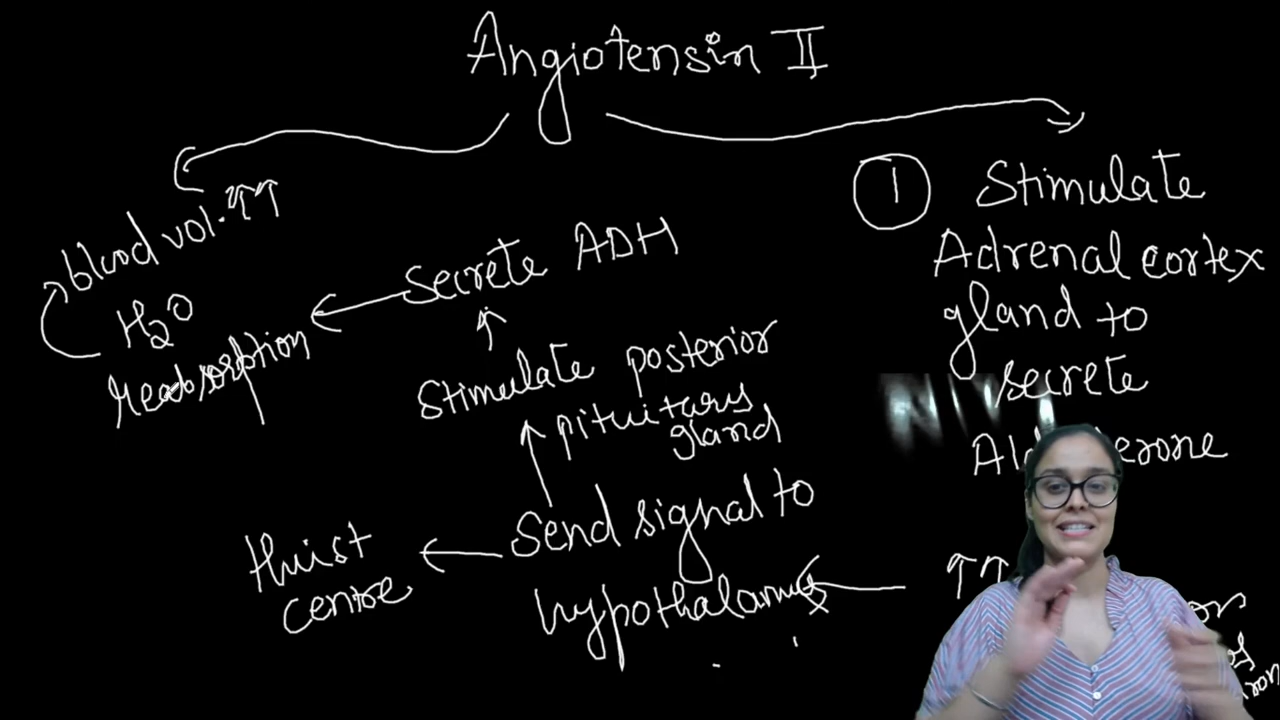 Angiotensin II
blood vol. ↑↑
H₂O
reabsorption
Secrete ADH
Stimulate posterior
pituitary
gland
Send signal to
hypothalamus
thirst
centre
① Stimulate
Adrenal cortex
gland to
secrete
↑↑